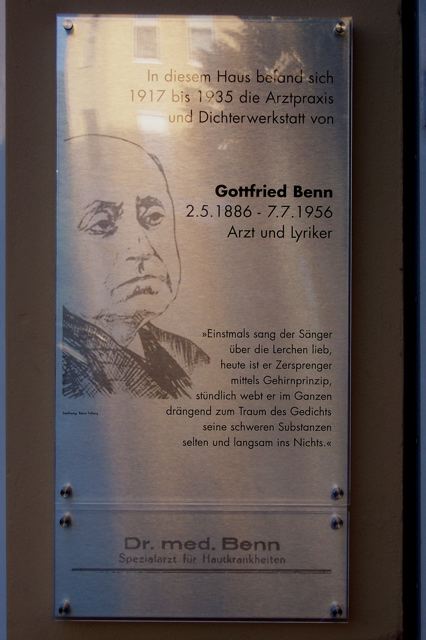 In diesem Haus befand sich
1917 bis 1935 die Arztpraxis
und Dichterwerkstatt von
Gottfried Benn
2.5.1886 - 7.7.1956
Arzt und Lyriker
»Einstmals sang der Sänger
über die Lerchen lieb,
heute ist er Zersprenger
mittels Gehirnprinzip,
stündlich webt er im Ganzen
drängend zum Traum des Gedichts
seine schweren Substanzen
selten und langsam ins Nichts.«
Dr. med. Benn
Spezialarzt für Hautkrankheiten